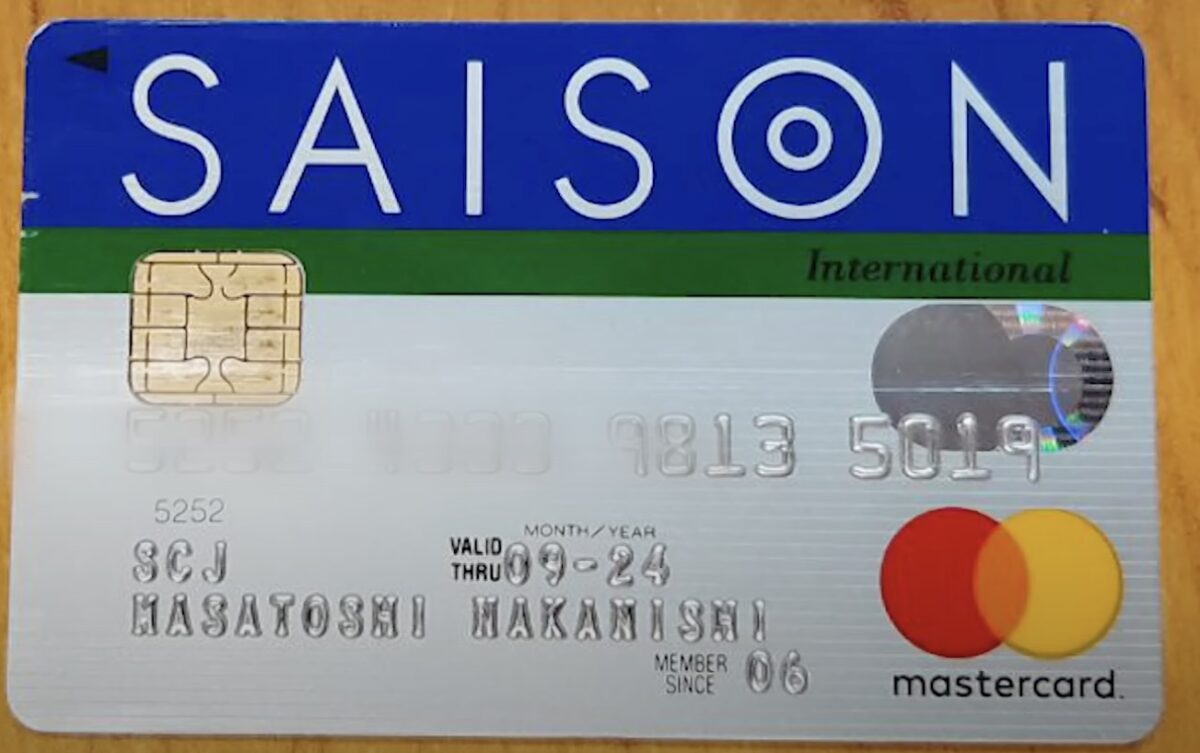 SAISON
International
9813 5019
5252
MONTH/YEAR
SCJ VALID THRU 09-24
MASATOSHI NAKANISHI
MEMBER SINCE 06
mastercard.